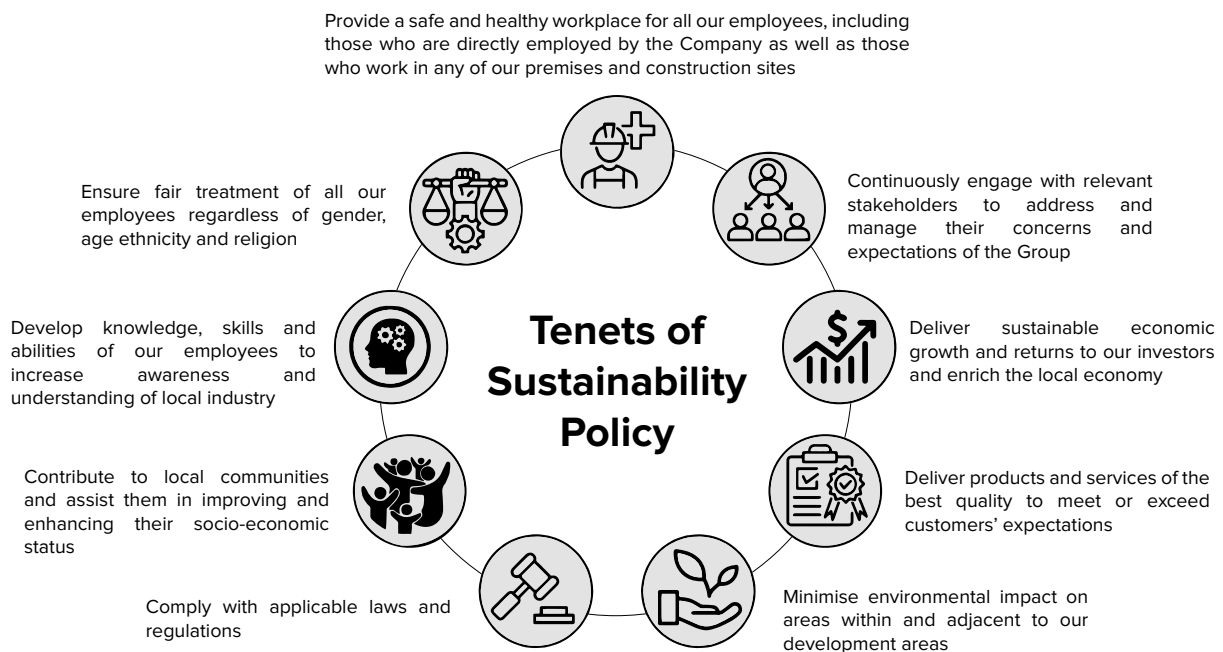 Provide a safe and healthy workplace for all our employees, including
those who are directly employed by the Company as well as those
who work in any of our premises and construction sites
Continuously engage with relevant
stakeholders to address and
manage their concerns and
expectations of the Group
Deliver sustainable economic
growth and returns to our investors
and enrich the local economy
Deliver products and services of the
best quality to meet or exceed
customers’ expectations
Minimise environmental impact on
areas within and adjacent to our
development areas
Comply with applicable laws and
regulations
Contribute to local communities
and assist them in improving and
enhancing their socio-economic
status
Develop knowledge, skills and
abilities of our employees to
increase awareness and
understanding of local industry
Ensure fair treatment of all our
employees regardless of gender,
age ethnicity and religion
Tenets of
Sustainability
Policy
$